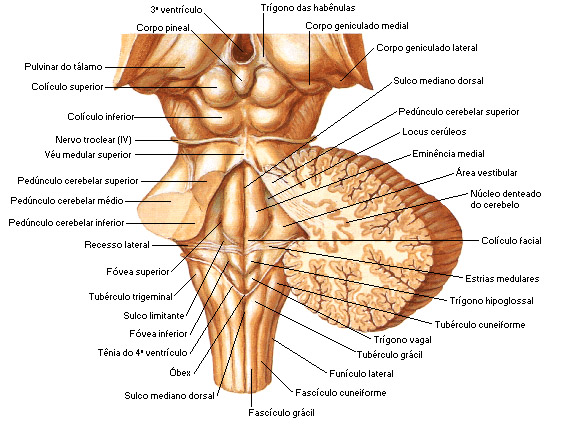 3º ventrículo
Corpo pineal
Pulvinar do tálamo
Colículo superior
Colículo inferior
Nervo troclear (IV)
Véu medular superior
Pedúnculo cerebelar superior
Pedúnculo cerebelar médio
Pedúnculo cerebelar inferior
Recesso lateral
Fóvea superior
Tubérculo trigeminal
Sulco limitante
Fóvea inferior
Tênia do 4º ventrículo
Óbex
Sulco mediano dorsal
Trígono das habênulas
Corpo geniculado medial
Corpo geniculado lateral
Sulco mediano dorsal
Pedúnculo cerebelar superior
Locus cerúleos
Eminência medial
Área vestibular
Núcleo denteado
do cerebelo
Colículo facial
Estrias medulares
Trígono hipoglossal
Tubérculo cuneiforme
Trígono vagal
Tubérculo grácil
Funículo lateral
Fascículo cuneiforme
Fascículo grácil